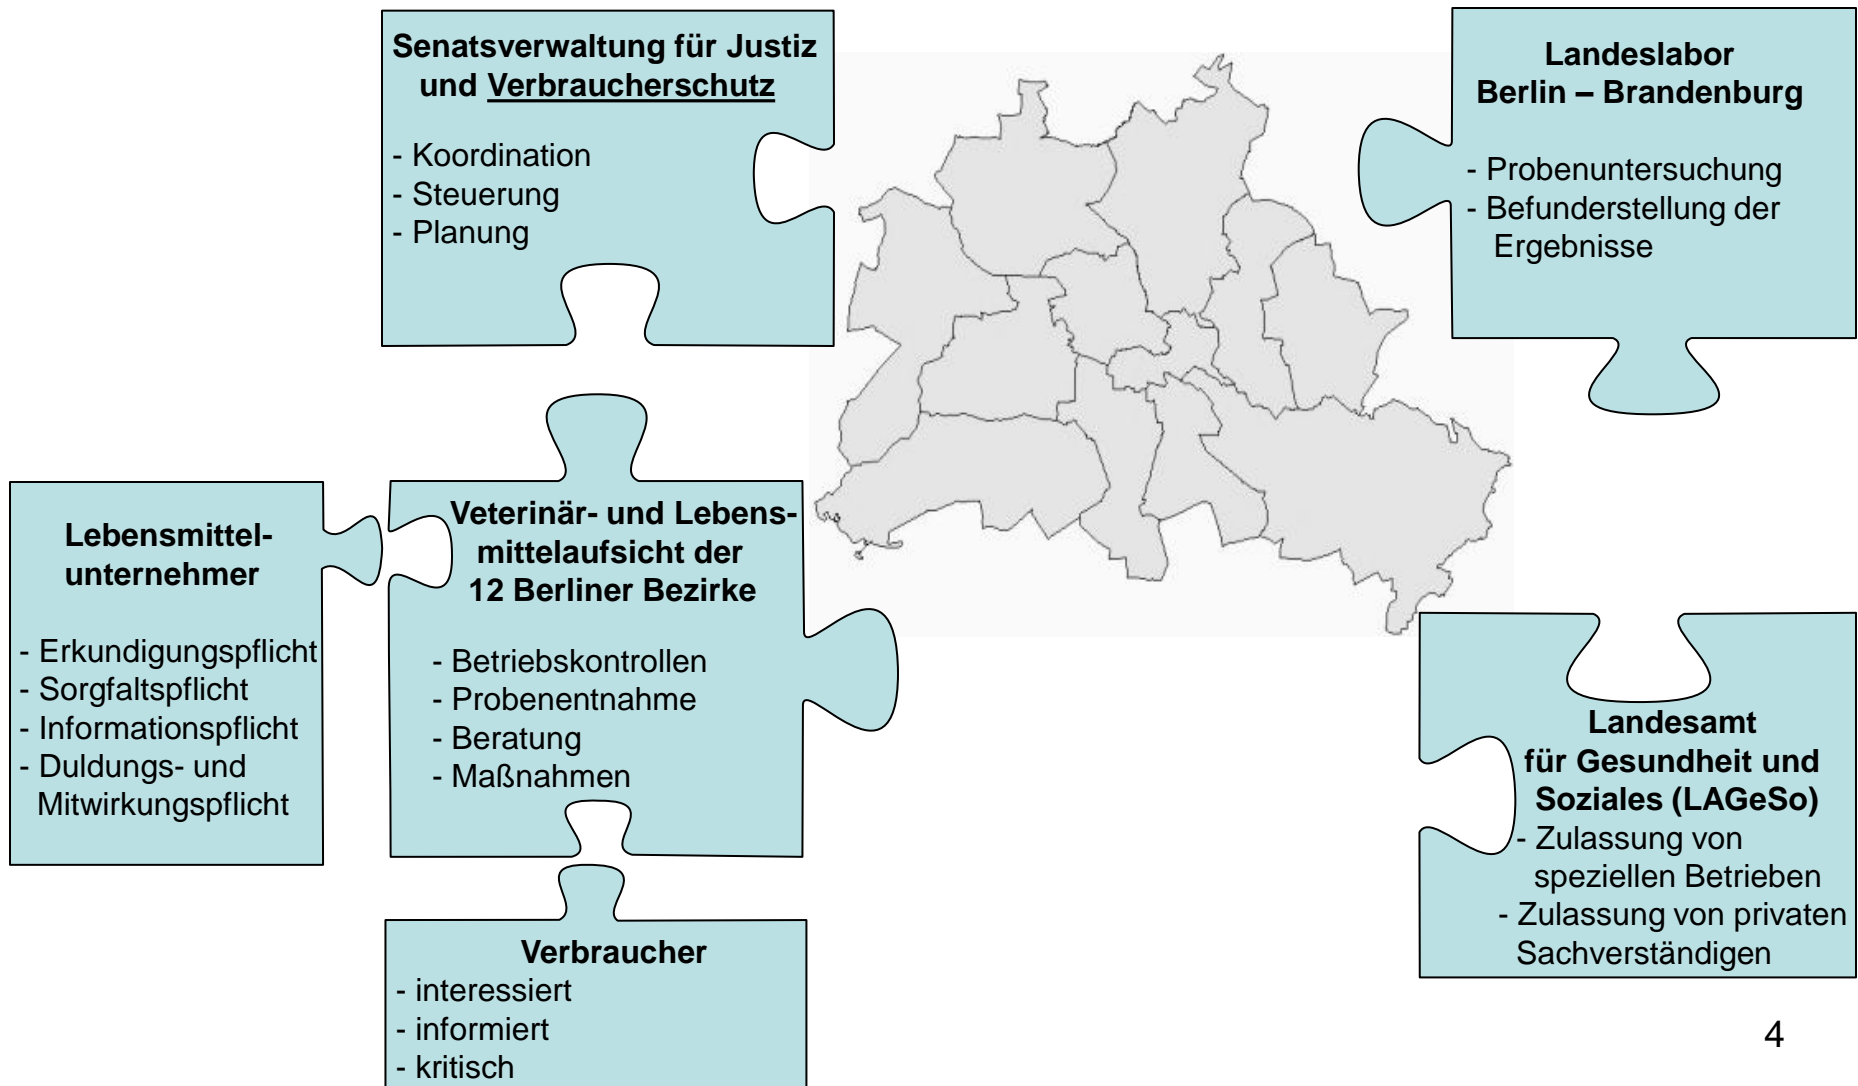 Senatsverwaltung für Justiz
und Verbraucherschutz
- Koordination
- Steuerung
- Planung
Landeslabor
Berlin – Brandenburg
- Probenuntersuchung
- Befunderstellung der
Ergebnisse
Lebensmittel-
unternehmer
- Erkundigungspflicht
- Sorgfaltspflicht
- Informationspflicht
- Duldungs- und
Mitwirkungspflicht
Veterinär- und Lebens-
mittelaufsicht der
12 Berliner Bezirke
- Betriebskontrollen
- Probenentnahme
- Beratung
- Maßnahmen
Landesamt
für Gesundheit und
Soziales (LAGeSo)
- Zulassung von
speziellen Betrieben
- Zulassung von privaten
Sachverständigen
Verbraucher
- interessiert
- informiert
- kritisch
4